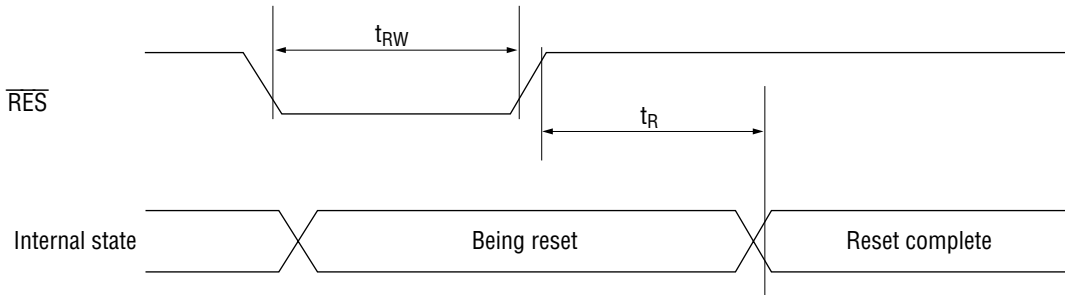 tRW
RES
tR
Internal state
Being reset
Reset complete